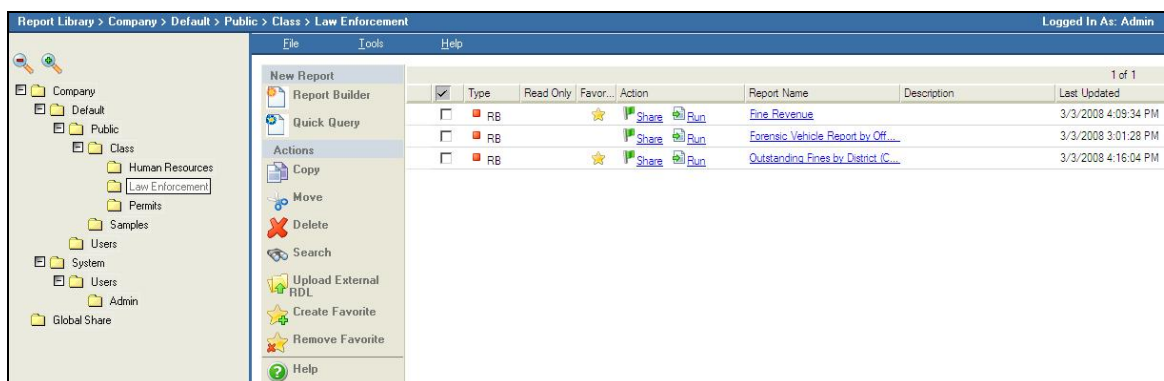 Report Library > Company > Default > Public > Class > Law Enforcement
Logged In As: Admin
File Tools Help
Company
Default
Public
Class
Human Resources
Law Enforcement
Permits
Samples
Users
System
Users
Admin
Global Share
New Report
Report Builder
Quick Query
Actions
Copy
Move
Delete
Search
Upload External
RDL
Create Favorite
Remove Favorite
Help
1 of 1
Type Read Only Favor... Action Report Name Description Last Updated
RB Share Run Fine Revenue 3/3/2008 4:09:34 PM
RB Share Run Forensic Vehicle Report by Off... 3/3/2008 3:01:28 PM
RB Share Run Outstanding Fines by District (C... 3/3/2008 4:16:04 PM